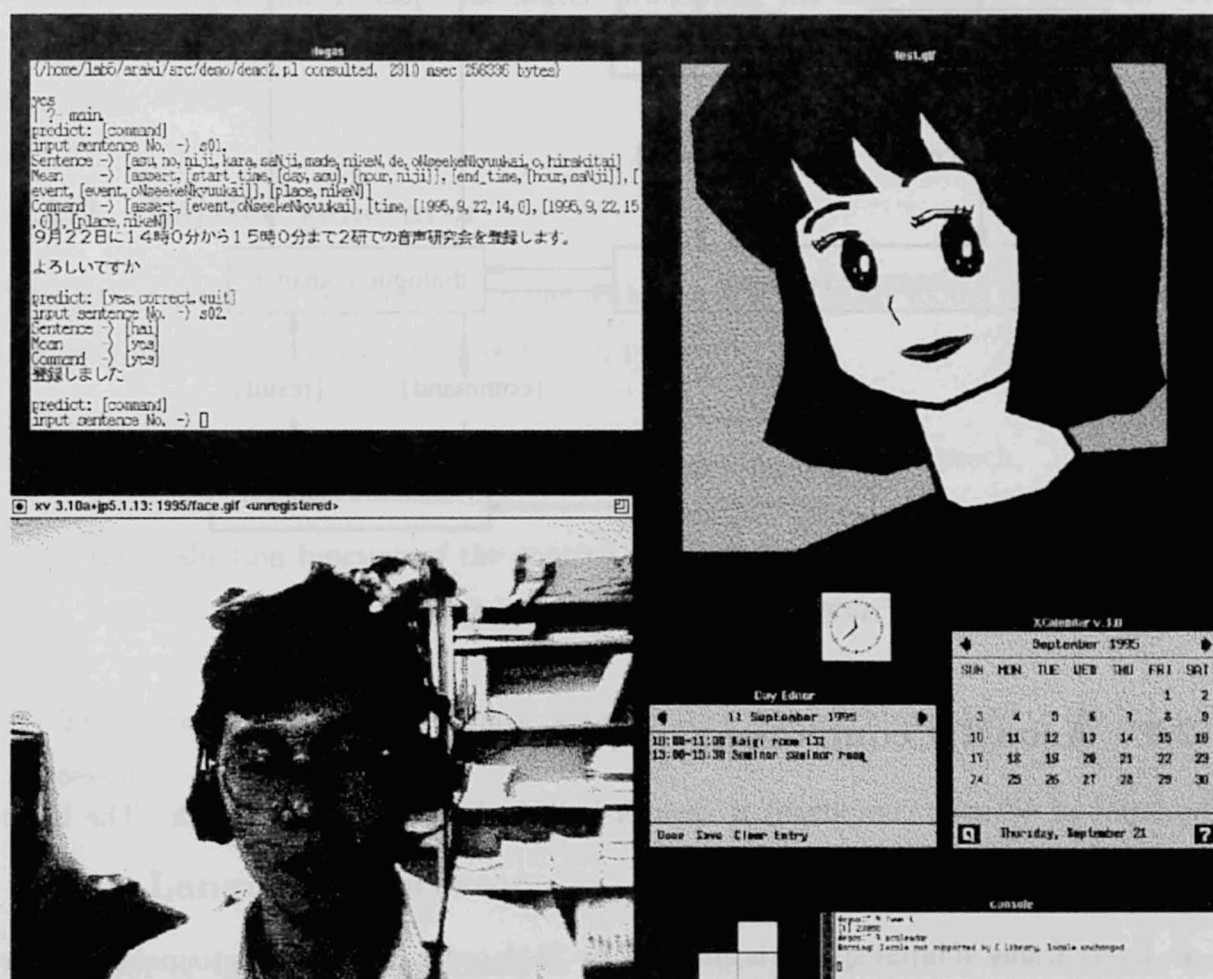 degas
{/home/lab5/araki/src/demo/demo2.pl consulted, 2310 msec 256336 bytes}
yes
| ?- main.
predict: [command]
input sentence No. -> s01.
Sentence -> [asu, no, niji, kara, saNji, made, nikeN, de, oNseekeNkyuukai, o, hirakitai]
Mean -> [assert, [start_time, [day, asu], [hour, niji]], [end_time, [hour, saNji]], [
event, [event, oNseekeNkyuukai]], [place, nikeN]]
Command -> [assert, [event, oNseekeNkyuukai], [time, [1995, 9, 22, 14, 0], [1995, 9, 22, 15
, 0]], [place, nikeN]]
9月22日に14時0分から15時0分まで2研での音声研究会を登録します。
よろしいですか
predict: [yes,correct,quit]
input sentence No. -> s02.
Sentence -> [hai]
Mean -> [yes]
Command -> [yes]
登録しました
predict: [command]
input sentence No. ->
test.gif
xv 3.10a+jp5.1.13: 1995/face.gif <unregistered>
Day Editor
11 September 1995
10:00-11:00 Kaigi room 131
13:00-15:30 Seminor seminor room
Done Save Clear Entry
XCalendar v.3.0
September 1995
SUN MON TUE WED THU FRI SAT
1 2
3 4 5 6 7 8 9
10 11 12 13 14 15 16
17 18 19 20 21 22 23
24 25 26 27 28 29 30
Thursday, September 21
?
console
Warning: locale not supported by C library, locale unchanged